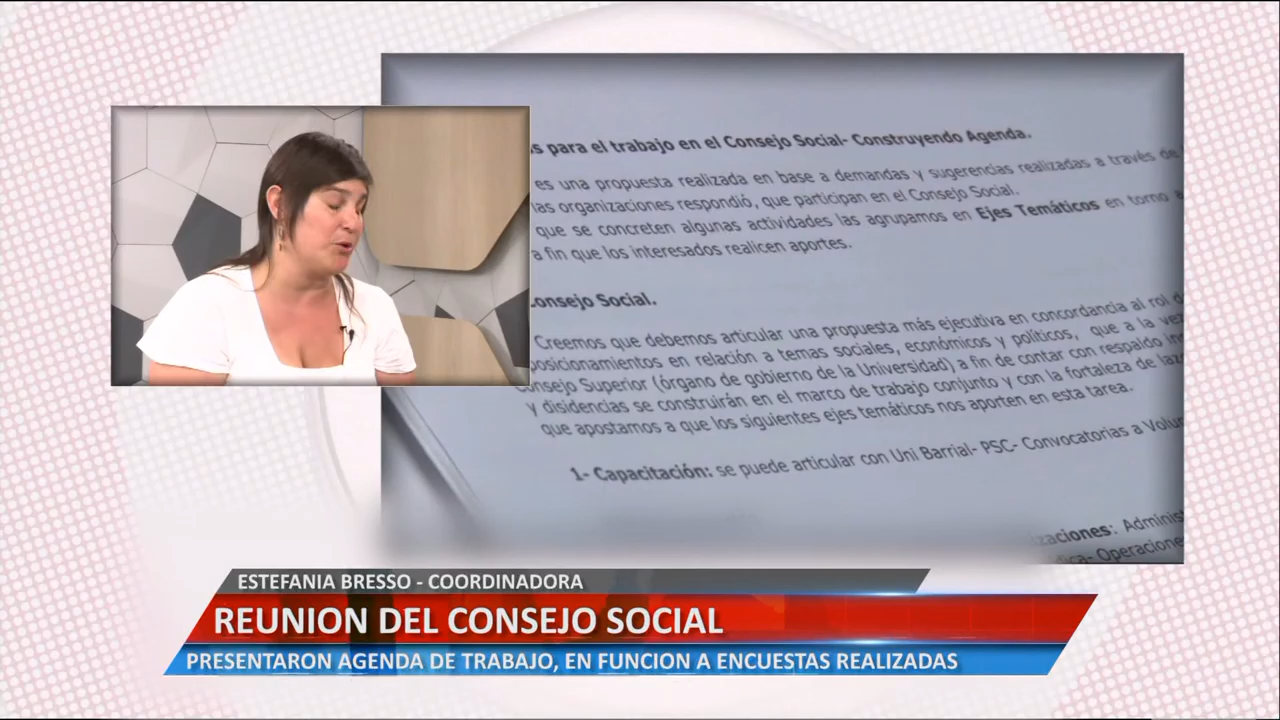 s para el trabajo en el Consejo Social- Construyendo Agenda.
es una propuesta realizada en base a demandas y sugerencias realizadas a través de
las organizaciones respondió, que participan en el Consejo Social.
que se concreten algunas actividades las agrupamos en Ejes Temáticos en torno a
a fin que los interesados realicen aportes.
onsejo Social.
Creemos que debemos articular una propuesta más ejecutiva en concordancia al rol d
posicionamientos en relación a temas sociales, económicos y políticos, que a la vez
Consejo Superior (órgano de gobierno de la Universidad) a fin de contar con respaldo
y disidencias se construirán en el marco de trabajo conjunto y con la fortaleza de
que apostamos a que los siguientes ejes temáticos nos aporten en esta tarea.
1- Capacitación: se puede articular con Uni Barrial- PSC- Convocatorias a Volu
zaciones: Adminis
Operaciones
ESTEFANIA BRESSO - COORDINADORA
REUNION DEL CONSEJO SOCIAL
PRESENTARON AGENDA DE TRABAJO, EN FUNCION A ENCUESTAS REALIZADAS